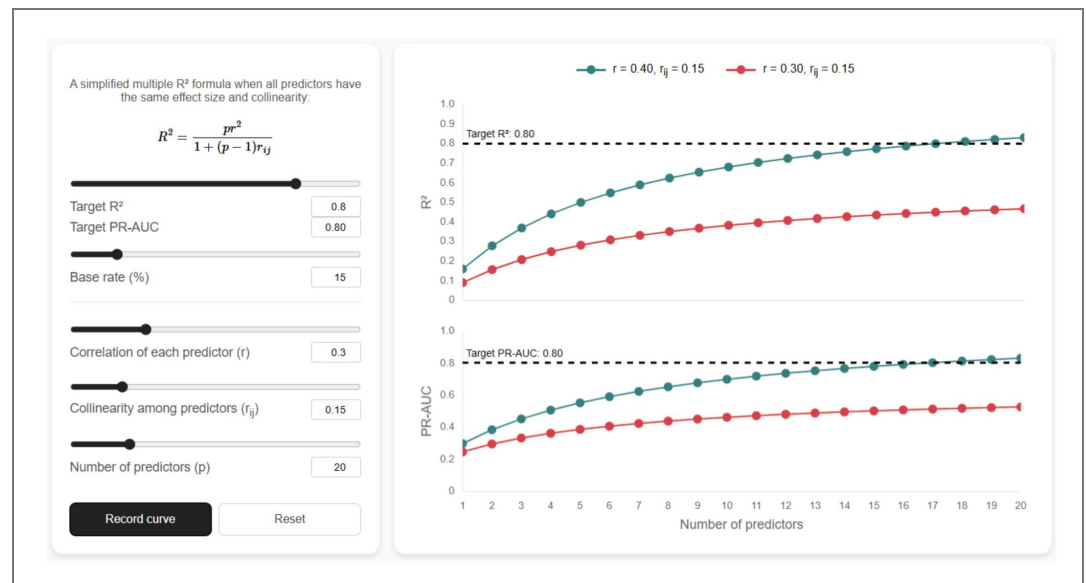 A simplified multiple R² formula when all predictors have
the same effect size and collinearity:
R² = pr² / 1 + (p − 1)rᵢⱼ
Target R² 0.8
Target PR-AUC 0.80
Base rate (%) 15
Correlation of each predictor (r) 0.3
Collinearity among predictors (rᵢⱼ) 0.15
Number of predictors (p) 20
Record curve Reset
r = 0.40, rᵢⱼ = 0.15 r = 0.30, rᵢⱼ = 0.15
R²
1.0
0.9
Target R²: 0.80
0.8
0.7
0.6
0.5
0.4
0.3
0.2
0.1
0
PR-AUC
1.0
Target PR-AUC: 0.80
0.8
0.6
0.4
0.2
0
1 2 3 4 5 6 7 8 9 10 11 12 13 14 15 16 17 18 19 20
Number of predictors